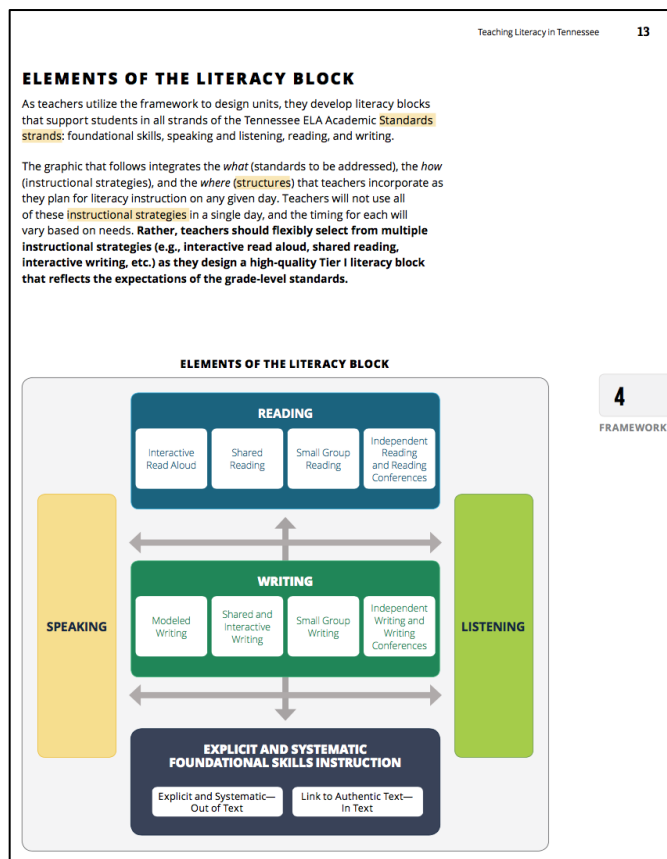 Teaching Literacy in Tennessee 13
ELEMENTS OF THE LITERACY BLOCK
As teachers utilize the framework to design units, they develop literacy blocks
that support students in all strands of the Tennessee ELA Academic Standards
strands: foundational skills, speaking and listening, reading, and writing.
The graphic that follows integrates the what (standards to be addressed), the how
(instructional strategies), and the where (structures) that teachers incorporate as
they plan for literacy instruction on any given day. Teachers will not use all
of these instructional strategies in a single day, and the timing for each will
vary based on needs. Rather, teachers should flexibly select from multiple
instructional strategies (e.g., interactive read aloud, shared reading,
interactive writing, etc.) as they design a high-quality Tier I literacy block
that reflects the expectations of the grade-level standards.
ELEMENTS OF THE LITERACY BLOCK
4
FRAMEWORK
READING
Interactive
Read Aloud
Shared
Reading
Small Group
Reading
Independent
Reading
and Reading
Conferences
SPEAKING
WRITING
Modeled
Writing
Shared and
Interactive
Writing
Small Group
Writing
Independent
Writing and
Writing
Conferences
LISTENING
EXPLICIT AND SYSTEMATIC
FOUNDATIONAL SKILLS INSTRUCTION
Explicit and Systematic—
Out of Text
Link to Authentic Text—
In Text